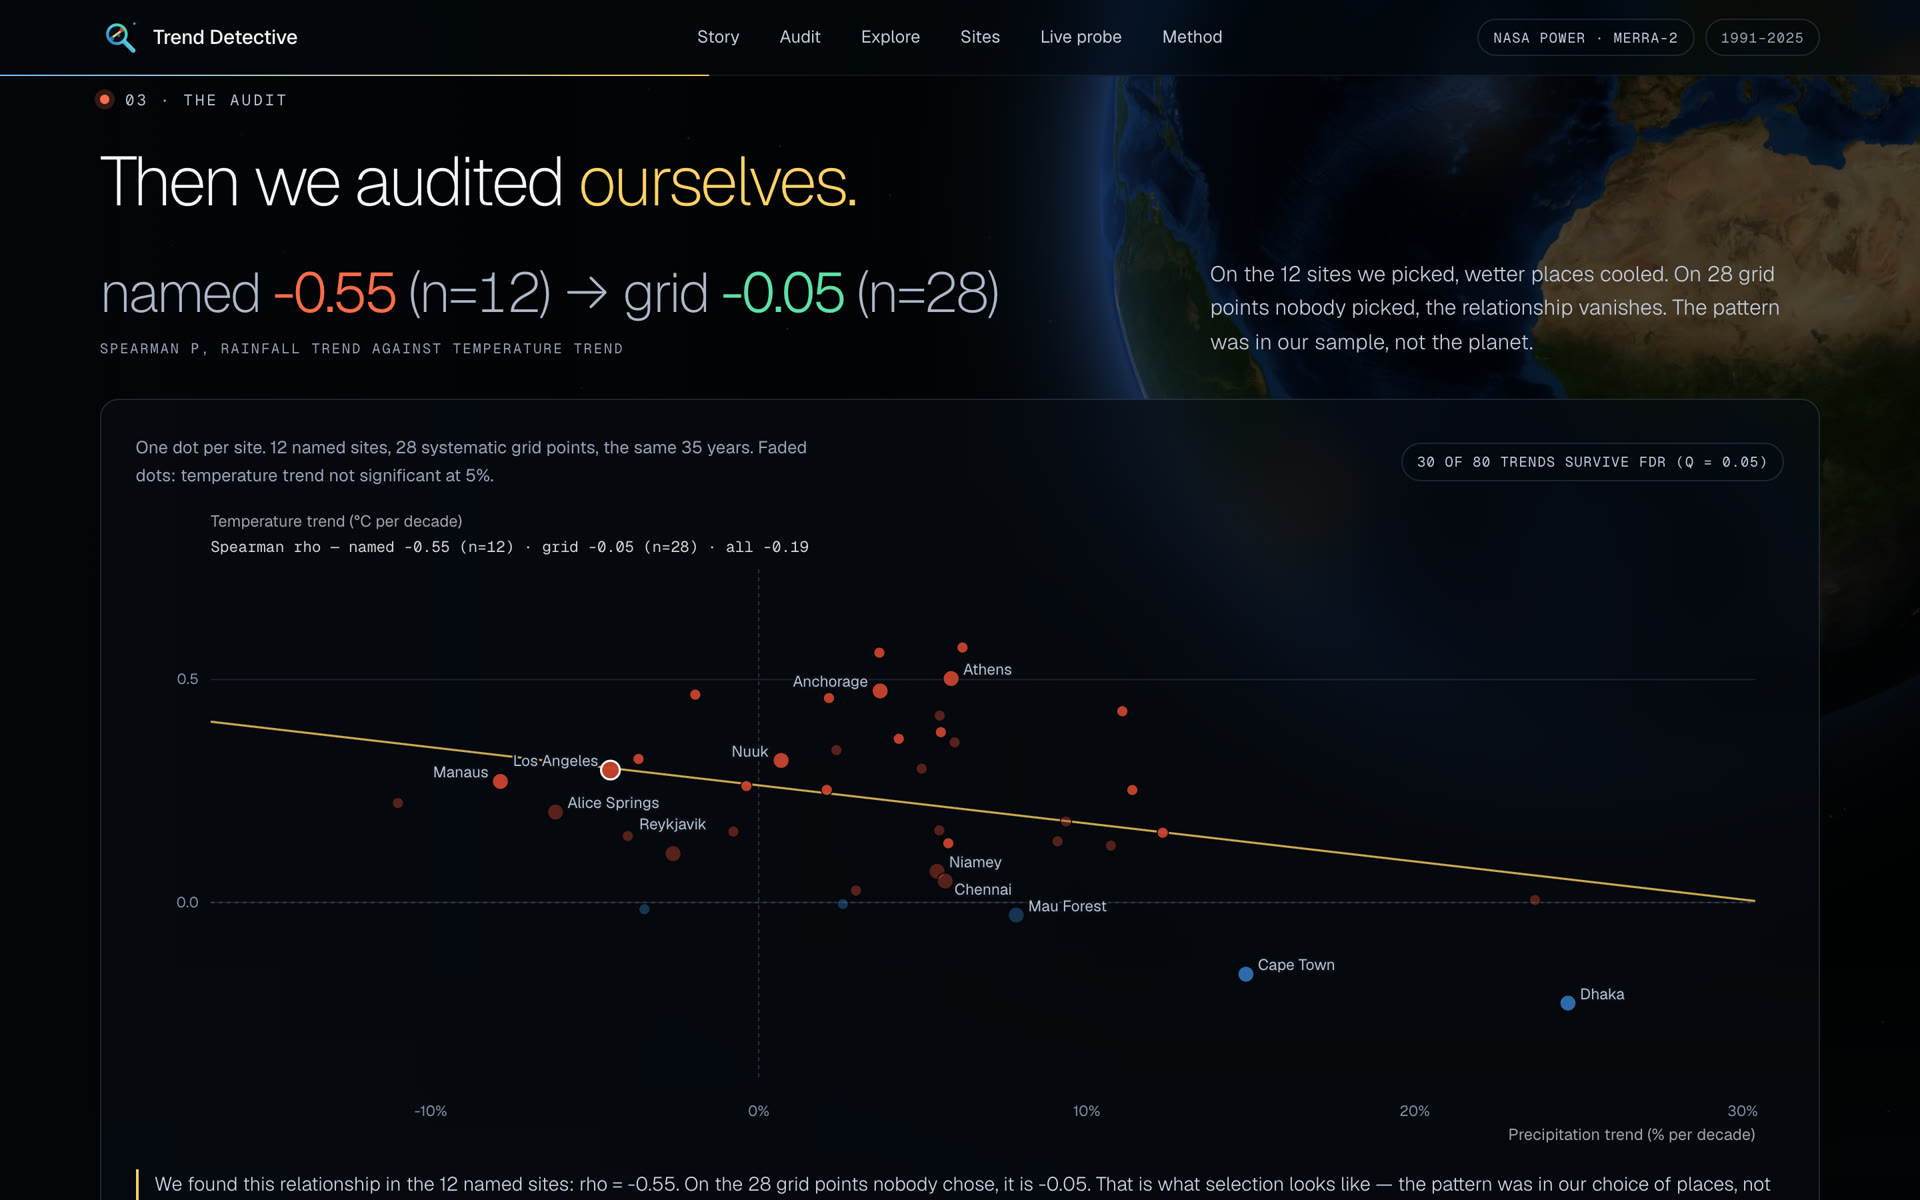 Trend Detective
Story
Audit
Explore
Sites
Live probe
Method
NASA POWER · MERRA-2
1991-2025
03 · THE AUDIT
Then we audited ourselves.
named -0.55 (n=12) → grid -0.05 (n=28)
SPEARMAN Ρ, RAINFALL TREND AGAINST TEMPERATURE TREND
On the 12 sites we picked, wetter places cooled. On 28 grid
points nobody picked, the relationship vanishes. The pattern
was in our sample, not the planet.
One dot per site. 12 named sites, 28 systematic grid points, the same 35 years. Faded
dots: temperature trend not significant at 5%.
30 OF 80 TRENDS SURVIVE FDR (Q = 0.05)
Temperature trend (°C per decade)
Spearman rho — named -0.55 (n=12) · grid -0.05 (n=28) · all -0.19
Athens
Anchorage
0.5
Nuuk
Los Angeles
Manaus
Alice Springs
Reykjavik
Niamey
Chennai
0.0
Mau Forest
Cape Town
Dhaka
-10%
0%
10%
20%
30%
Precipitation trend (% per decade)
We found this relationship in the 12 named sites: rho = -0.55. On the 28 grid points nobody chose, it is -0.05. That is what selection looks like — the pattern was in our choice of places, not